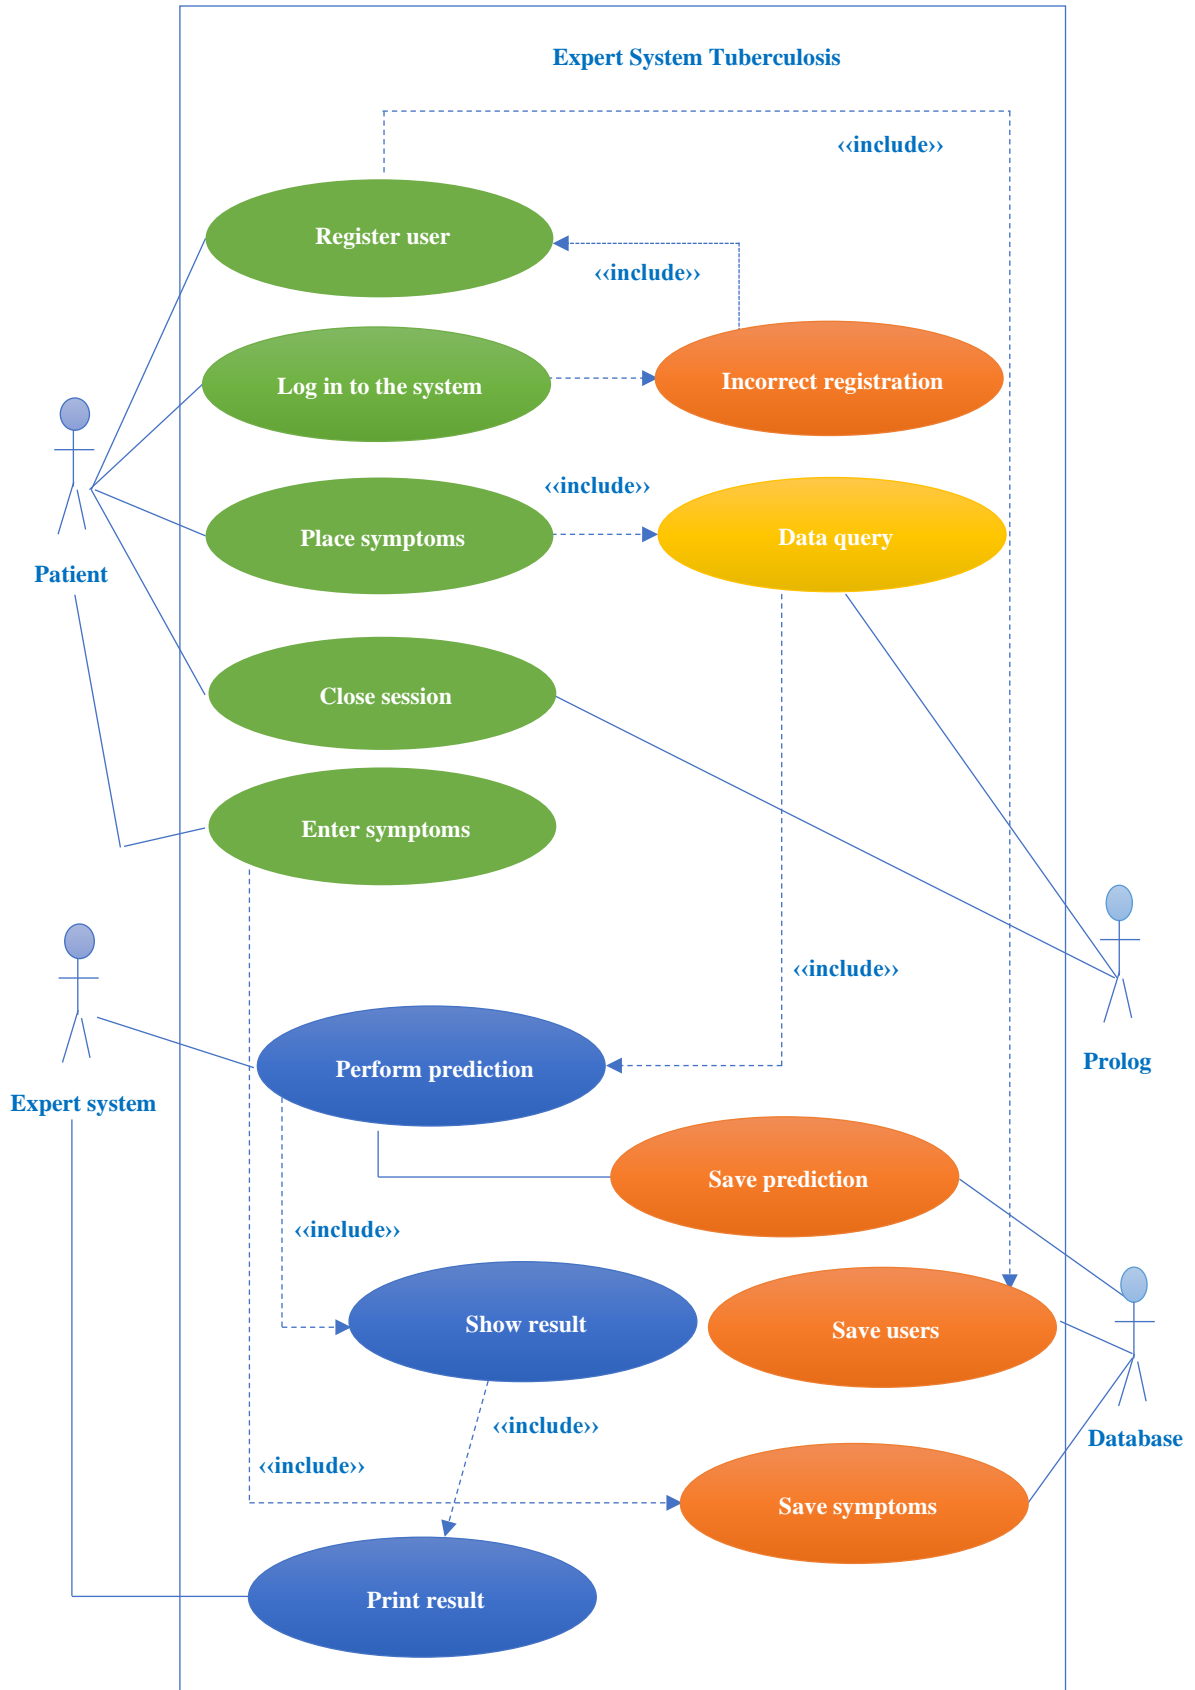 Expert System Tuberculosis
‹‹include››
Register user
‹‹include››
Log in to the system
Incorrect registration
‹‹include››
Place symptoms
Data query
Patient
Close session
Enter symptoms
‹‹include››
Perform prediction
Prolog
Expert system
Save prediction
‹‹include››
Show result
Save users
‹‹include››
Database
‹‹include››
Save symptoms
Print result